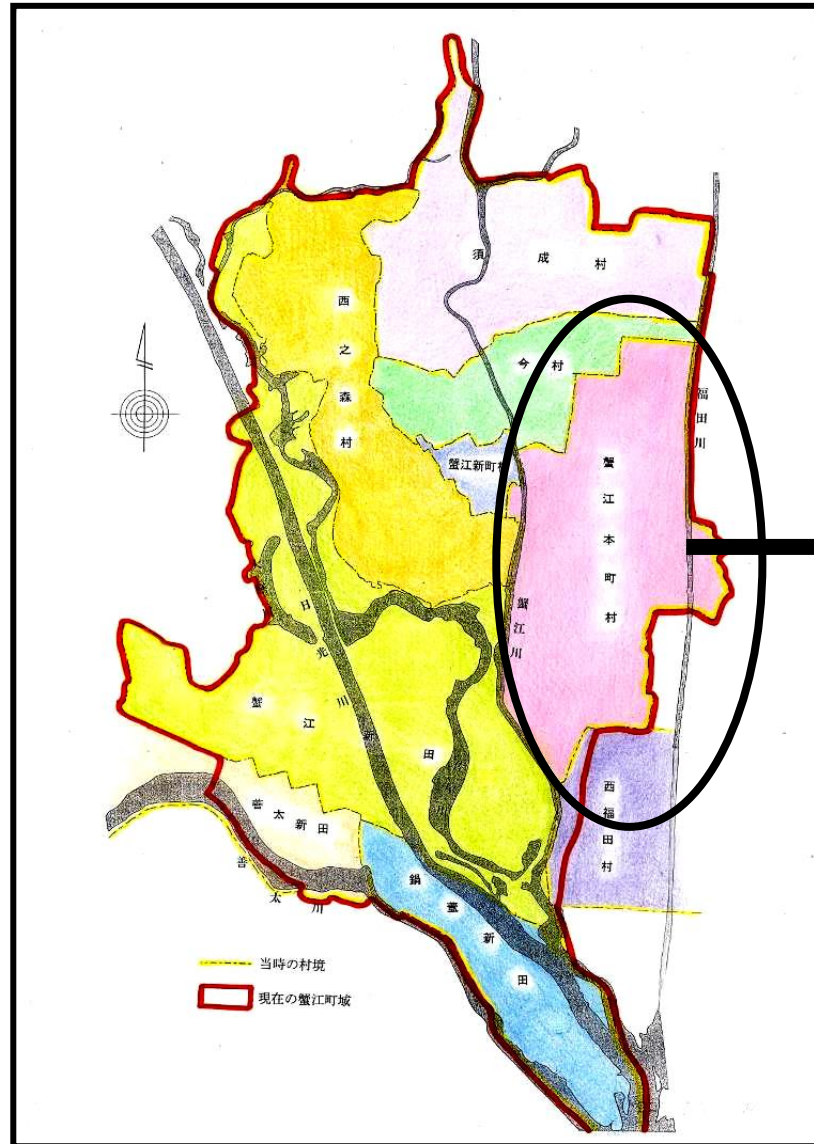 須成村
西之森村
今村
福田川
蟹江新町村
蟹江本町村
蟹江川
日光川
蟹江新田
善太新田
西福田村
善太川
鍋蓋新田
当時の村境
現在の蟹江町域